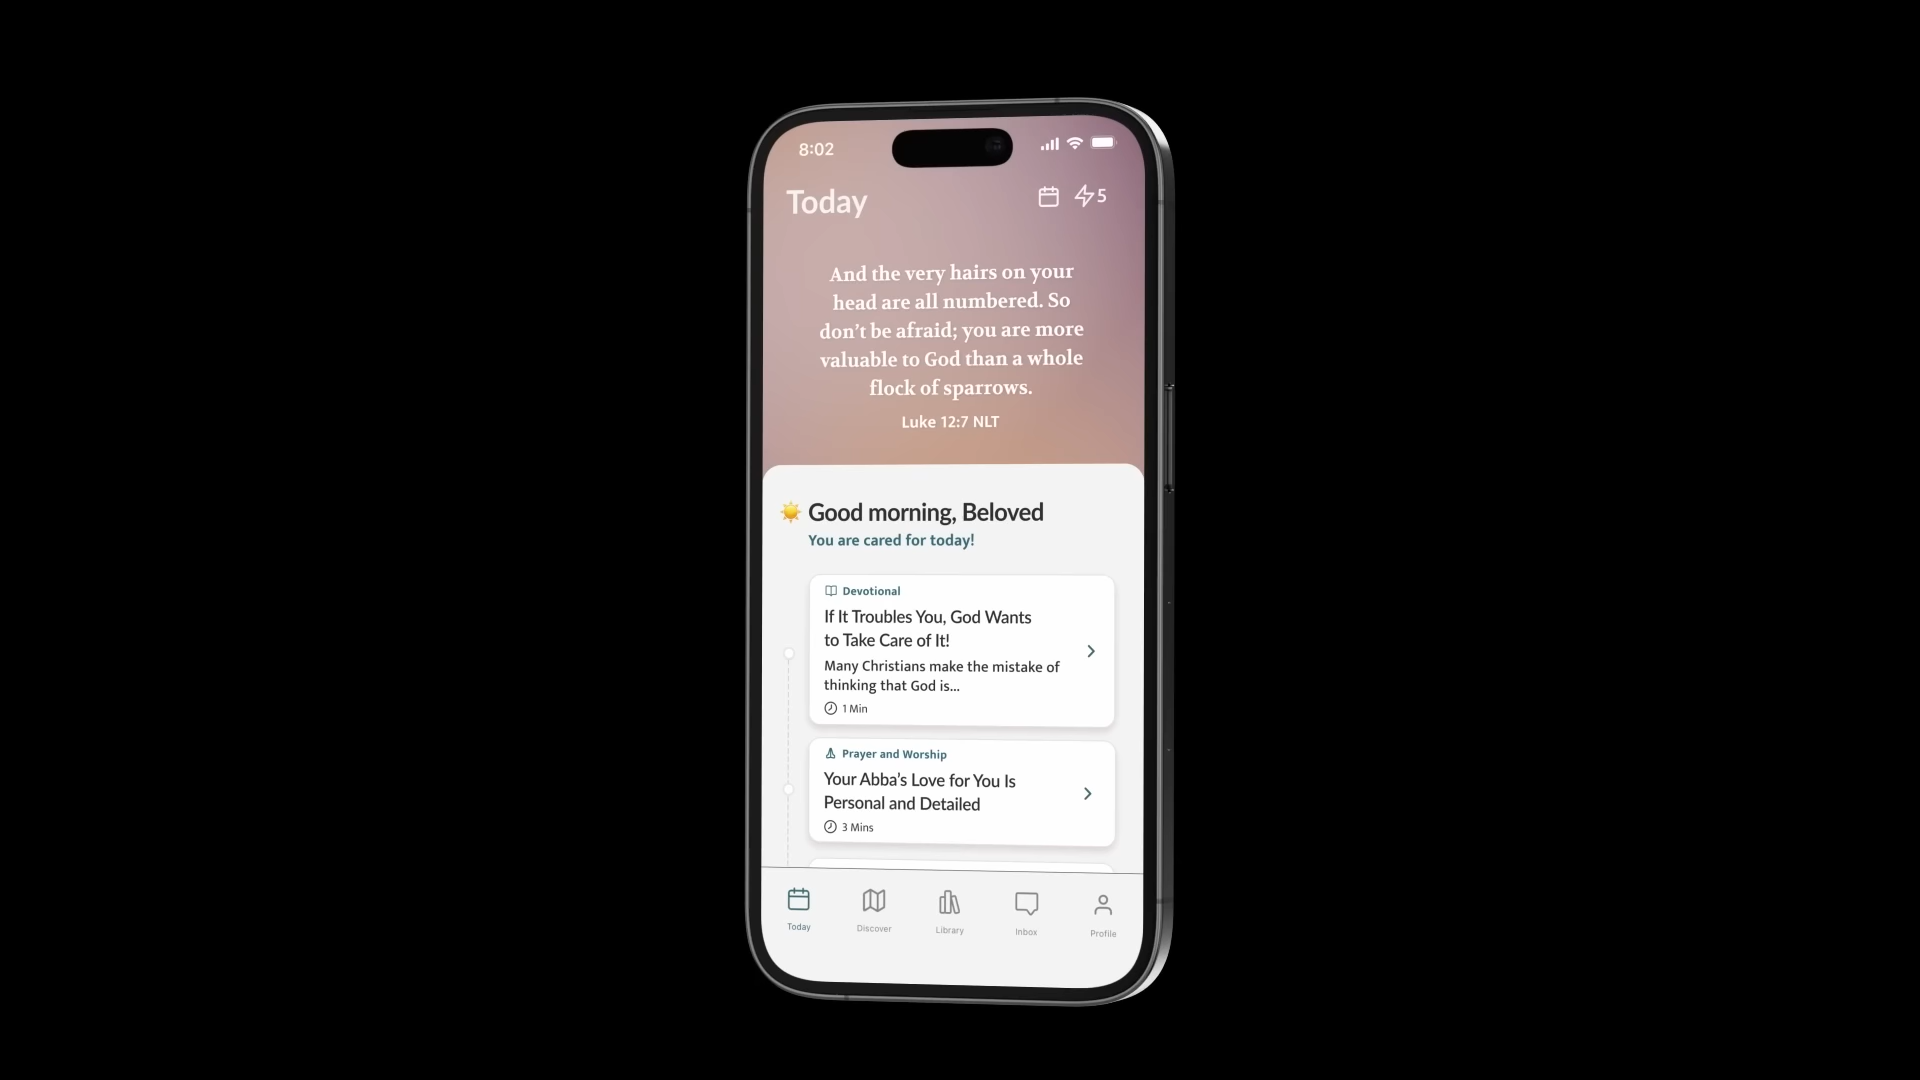 8:02
Today
5
And the very hairs on your
head are all numbered. So
don't be afraid; you are more
valuable to God than a whole
flock of sparrows.
Luke 12:7 NLT
Good morning, Beloved
You are cared for today!
Devotional
If It Troubles You, God Wants
to Take Care of It!
Many Christians make the mistake of
thinking that God is...
1 Min
Prayer and Worship
Your Abba's Love for You Is
Personal and Detailed
3 Mins
Today
Discover
Library
Inbox
Profile